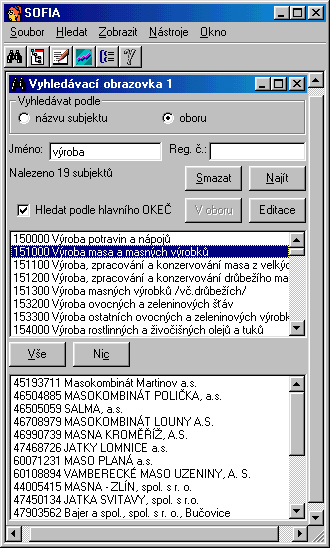 SOFIA
Soubor Hledat Zobrazit Nástroje Okno
Vyhledávací obrazovka 1
Vyhledávat podle
názvu subjektu oboru
Jméno: výroba Reg. č.:
Nalezeno 19 subjektů Smazat Najít
Hledat podle hlavního OKEČ V oboru Editace
150000 Výroba potravin a nápojů
151000 Výroba masa a masných výrobků
151100 Výroba, zpracování a konzervování masa z velkýc
151200 Výroba, zpracování a konzervování drůbežího ma
151300 Výroba masných výrobků /vč.drůbežích/
153200 Výroba ovocných a zeleninových šťáv
153300 Výroba ostatních ovocných a zeleninových výrobk
154000 Výroba rostlinných a živočišných olejů a tuků
Vše Nic
45193711 Masokombinát Martinov a.s.
46504885 MASOKOMBINÁT POLIČKA, a.s.
46505059 SALMA, a.s.
46708979 MASOKOMBINÁT LOUNY A.S.
46990739 MASNA KROMĚŘÍŽ, A.S.
47468726 JATKY LOMNICE a.s.
60071231 MASO PLANÁ a.s.
60108894 VAMBERECKÉ MASO UZENINY, A. S.
44005415 MASNA - ZLÍN, spol. s r.o.
47450134 JATKA SVITAVY, spol. s r.o.
47903562 Bajer a spol., spol. s r. o., Bučovice